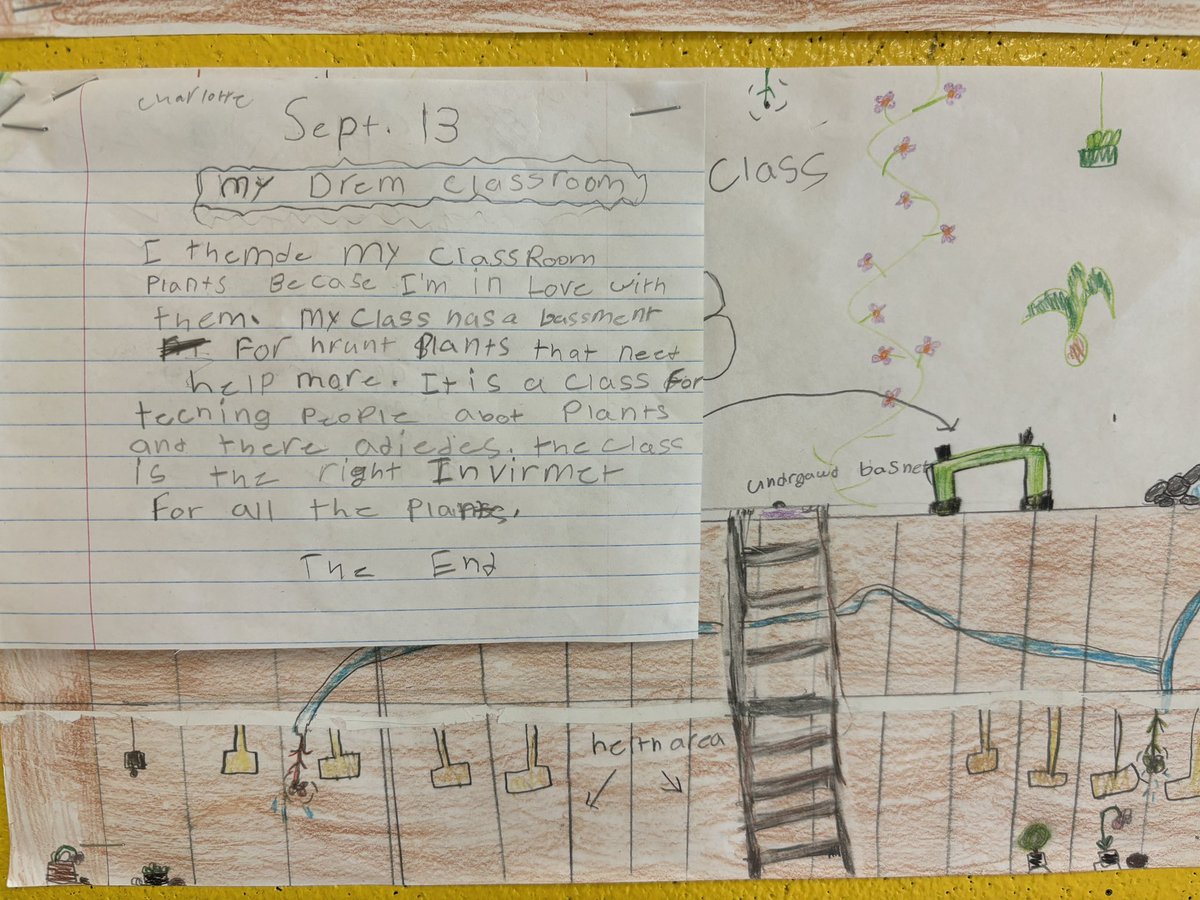 charlotte
Sept. 13
my Drem classroom
I themde my classRoom
Plants Because I'm in Love with
them. my class has a bassment
For hrunt Plants that neet
help more. It is a class For
teching People abot Plants
and there adiedes. the class
is the right Invirmet
For all the Plants.
The End
Class
undrgawd basnet
helth area